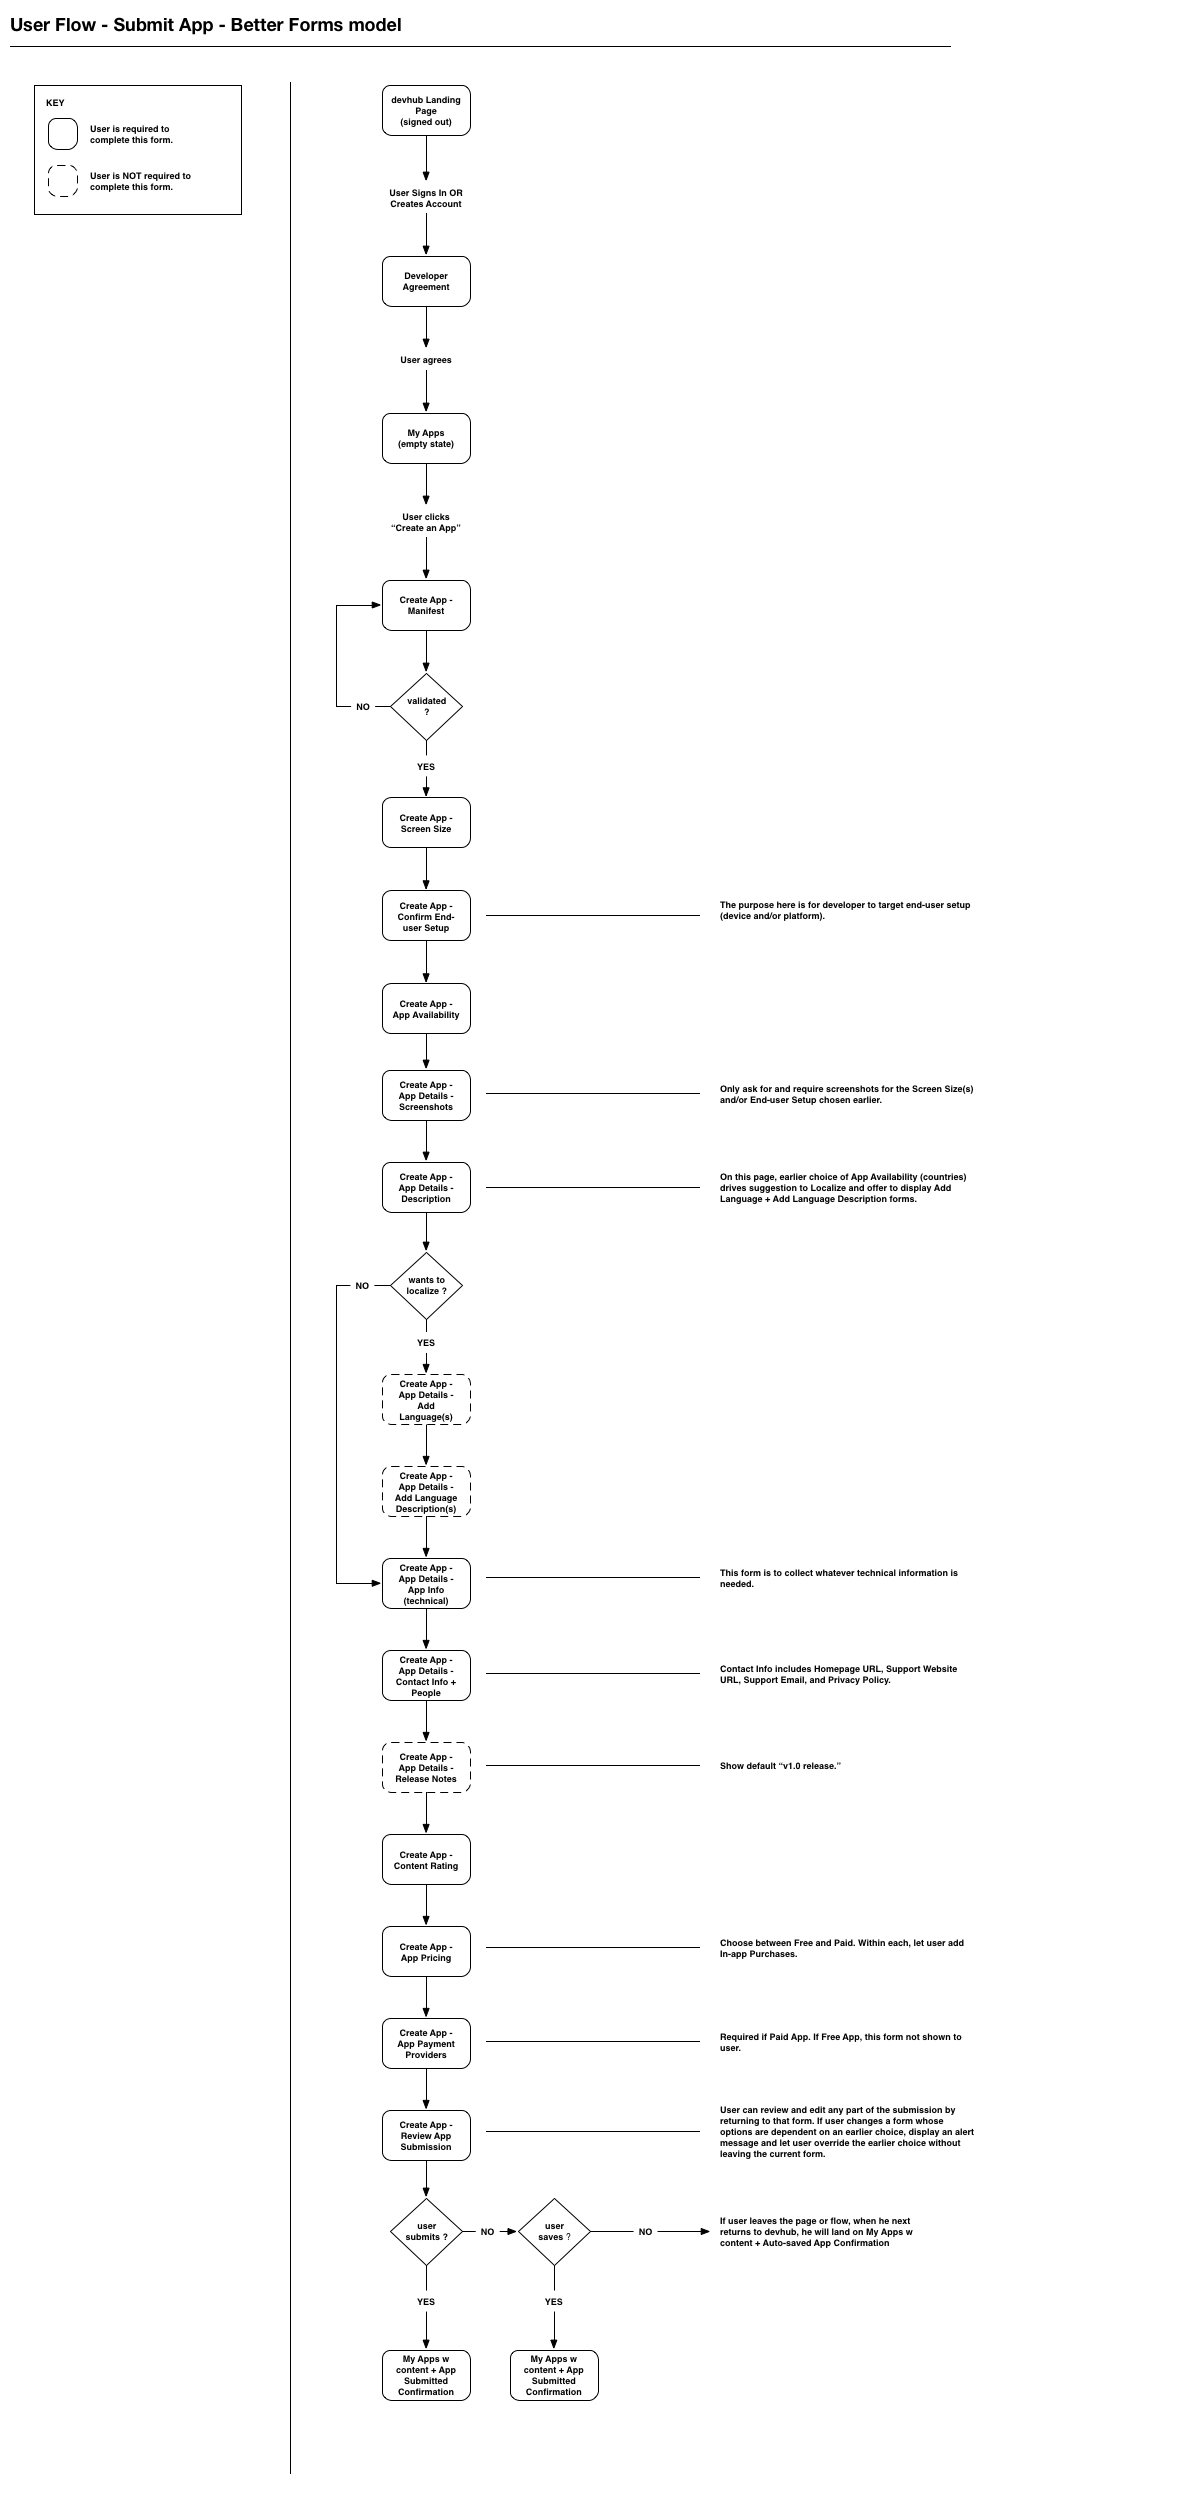 User Flow - Submit App - Better Forms model
KEY
User is required to
complete this form.
User is NOT required to
complete this form.
devhub Landing
Page
(signed out)
User Signs In OR
Creates Account
Developer
Agreement
User agrees
My Apps
(empty state)
User clicks
“Create an App”
Create App -
Manifest
validated
?
NO
YES
Create App -
Screen Size
Create App -
Confirm End-
user Setup
The purpose here is for developer to target end-user setup
(device and/or platform).
Create App -
App Availability
Create App -
App Details -
Screenshots
Only ask for and require screenshots for the Screen Size(s)
and/or End-user Setup chosen earlier.
Create App -
App Details -
Description
On this page, earlier choice of App Availability (countries)
drives suggestion to Localize and offer to display Add
Language + Add Language Description forms.
wants to
localize ?
NO
YES
Create App -
App Details -
Add
Language(s)
Create App -
App Details -
Add Language
Description(s)
Create App -
App Details -
App Info
(technical)
This form is to collect whatever technical information is
needed.
Create App -
App Details -
Contact Info +
People
Contact Info includes Homepage URL, Support Website
URL, Support Email, and Privacy Policy.
Create App -
App Details -
Release Notes
Show default “v1.0 release.”
Create App -
Content Rating
Create App -
App Pricing
Choose between Free and Paid. Within each, let user add
In-app Purchases.
Create App -
App Payment
Providers
Required if Paid App. If Free App, this form not shown to
user.
Create App -
Review App
Submission
User can review and edit any part of the submission by
returning to that form. If user changes a form whose
options are dependent on an earlier choice, display an alert
message and let user override the earlier choice without
leaving the current form.
user
submits ?
NO
user
saves ?
NO
If user leaves the page or flow, when he next
returns to devhub, he will land on My Apps w
content + Auto-saved App Confirmation
YES
YES
My Apps w
content + App
Submitted
Confirmation
My Apps w
content + App
Submitted
Confirmation